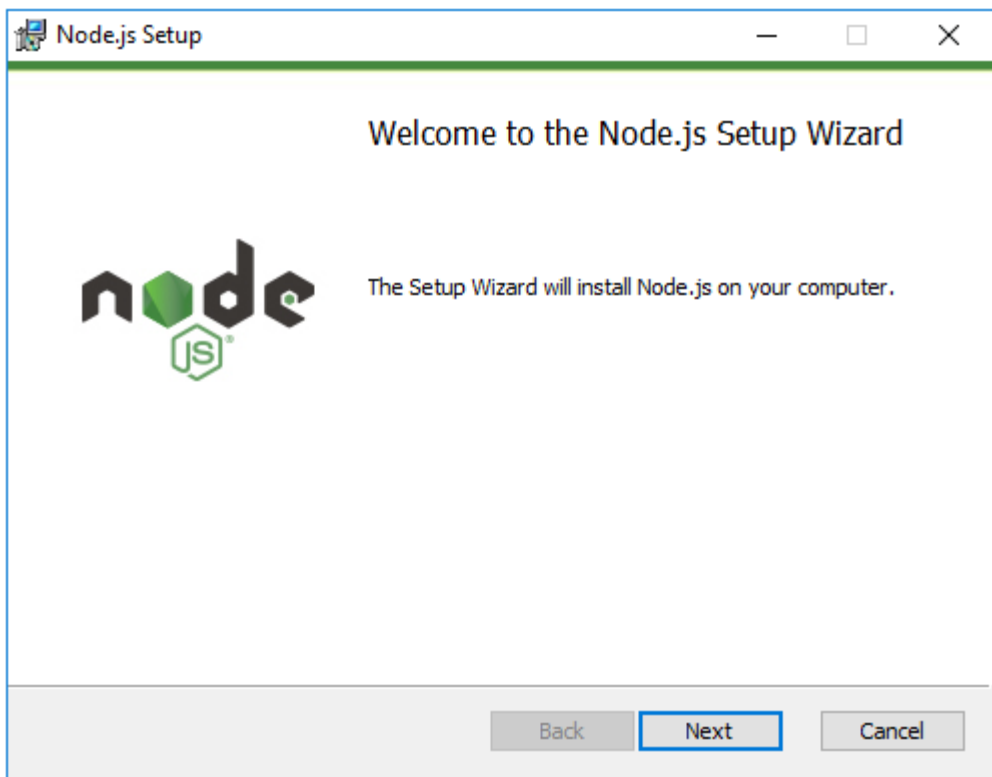 Node.js Setup
Welcome to the Node.js Setup Wizard
The Setup Wizard will install Node.js on your computer.
node
JS®
Back Next Cancel